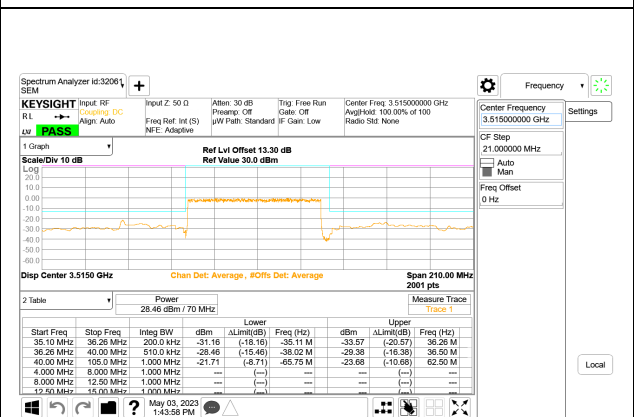 Spectrum Analyzer id:32061
SEM
Frequency
KEYSIGHT Input: RF Input Z: 50 Ω Atten: 30 dB Trig: Free Run Center Freq: 3.515000000 GHz
RL Coupling: DC Preamp: Off Gate: Off Avg|Hold: 100.00% of 100
Align: Auto Freq Ref: Int (S) µW Path: Standard IF Gain: Low Radio Std: None
LXI PASS NFE: Adaptive
Center Frequency
3.515000000 GHz
Settings
CF Step
21.000000 MHz
Auto
Man
Freq Offset
0 Hz
1 Graph
Ref Lvl Offset 13.30 dB
Scale/Div 10 dB Ref Value 30.0 dBm
Log
20.0
10.0
0.00
-10.0
-20.0
-30.0
-40.0
-50.0
-60.0
Disp Center 3.5150 GHz Chan Det: Average, #Offs Det: Average Span 210.00 MHz
2001 pts
2 Table Power Measure Trace
28.46 dBm / 70 MHz Trace 1
Lower Upper
Start Freq Stop Freq Integ BW dBm ΔLimit(dB) Freq (Hz) dBm ΔLimit(dB) Freq (Hz)
35.10 MHz 36.26 MHz 200.0 kHz -31.16 (-18.16) -35.11 M -33.57 (-20.57) 36.26 M
36.26 MHz 40.00 MHz 510.0 kHz -28.46 (-15.46) -38.02 M -29.38 (-16.38) 36.50 M
40.00 MHz 105.0 MHz 1.000 MHz -21.71 (-8.71) -65.75 M -23.68 (-10.68) 62.50 M
4.000 MHz 8.000 MHz 1.000 MHz --- (---) --- --- (---) ---
8.000 MHz 12.50 MHz 1.000 MHz --- (---) --- --- (---) ---
12.50 MHz 15.00 MHz 1.000 MHz --- (---) --- --- (---) ---
Local
May 03, 2023
1:43:58 PM